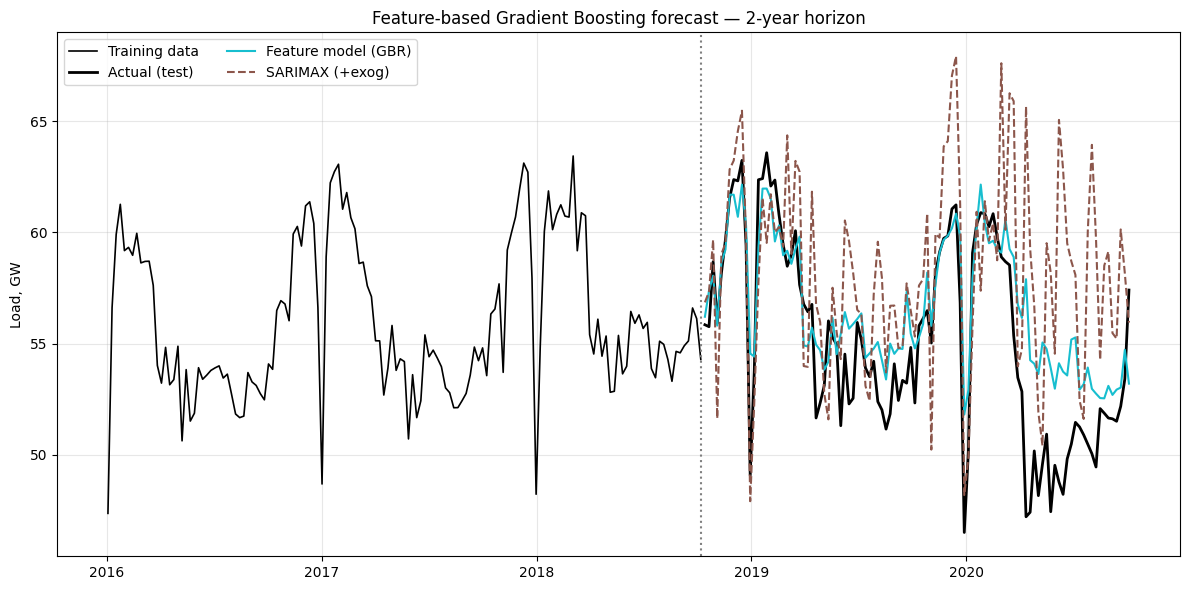 Feature-based Gradient Boosting forecast — 2-year horizon
Training data
Actual (test)
Feature model (GBR)
SARIMAX (+exog)
Load, GW
65
60
55
50
2016
2017
2018
2019
2020